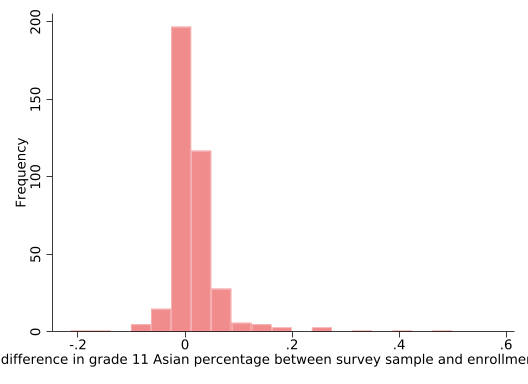 200
150
100
50
0
Frequency
-.2 0 .2 .4 .6
difference in grade 11 Asian percentage between survey sample and